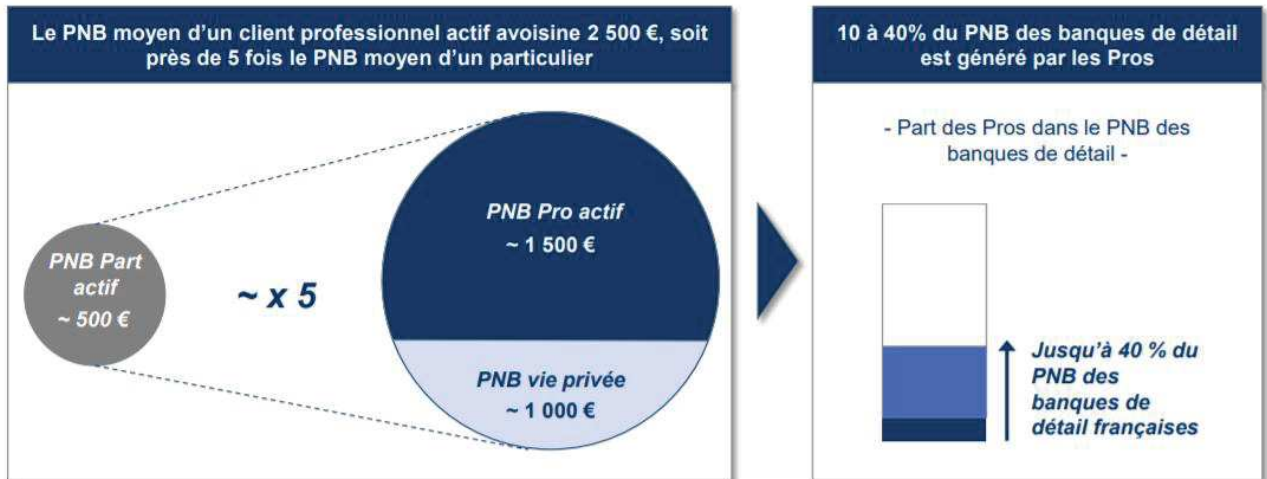 Le PNB moyen d'un client professionnel actif avoisine 2 500 €, soit
près de 5 fois le PNB moyen d'un particulier
PNB Part
actif
~ 500 €
~ x 5
PNB Pro actif
~ 1 500 €
PNB vie privée
~ 1 000 €
10 à 40% du PNB des banques de détail
est généré par les Pros
- Part des Pros dans le PNB des
banques de détail -
Jusqu'à 40 % du
PNB des
banques de
détail françaises